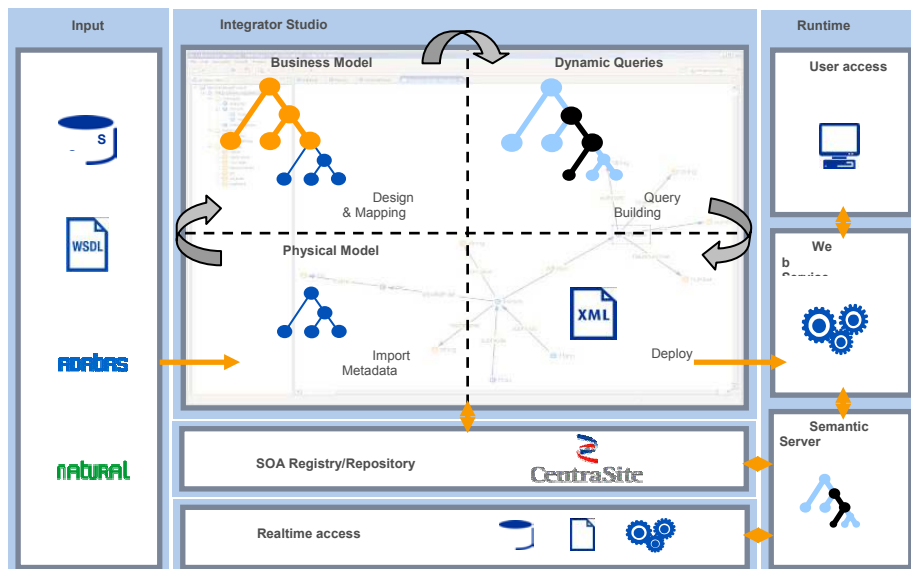 Input
Integrator Studio
Runtime
Business Model
Dynamic Queries
User access
S
WSDL
Design
& Mapping
Query
Building
Physical Model
We
b
Service
XML
Import
Metadata
Deploy
ADABAS
NATURAL
SOA Registry/Repository
CentraSite
Semantic
Server
Realtime access